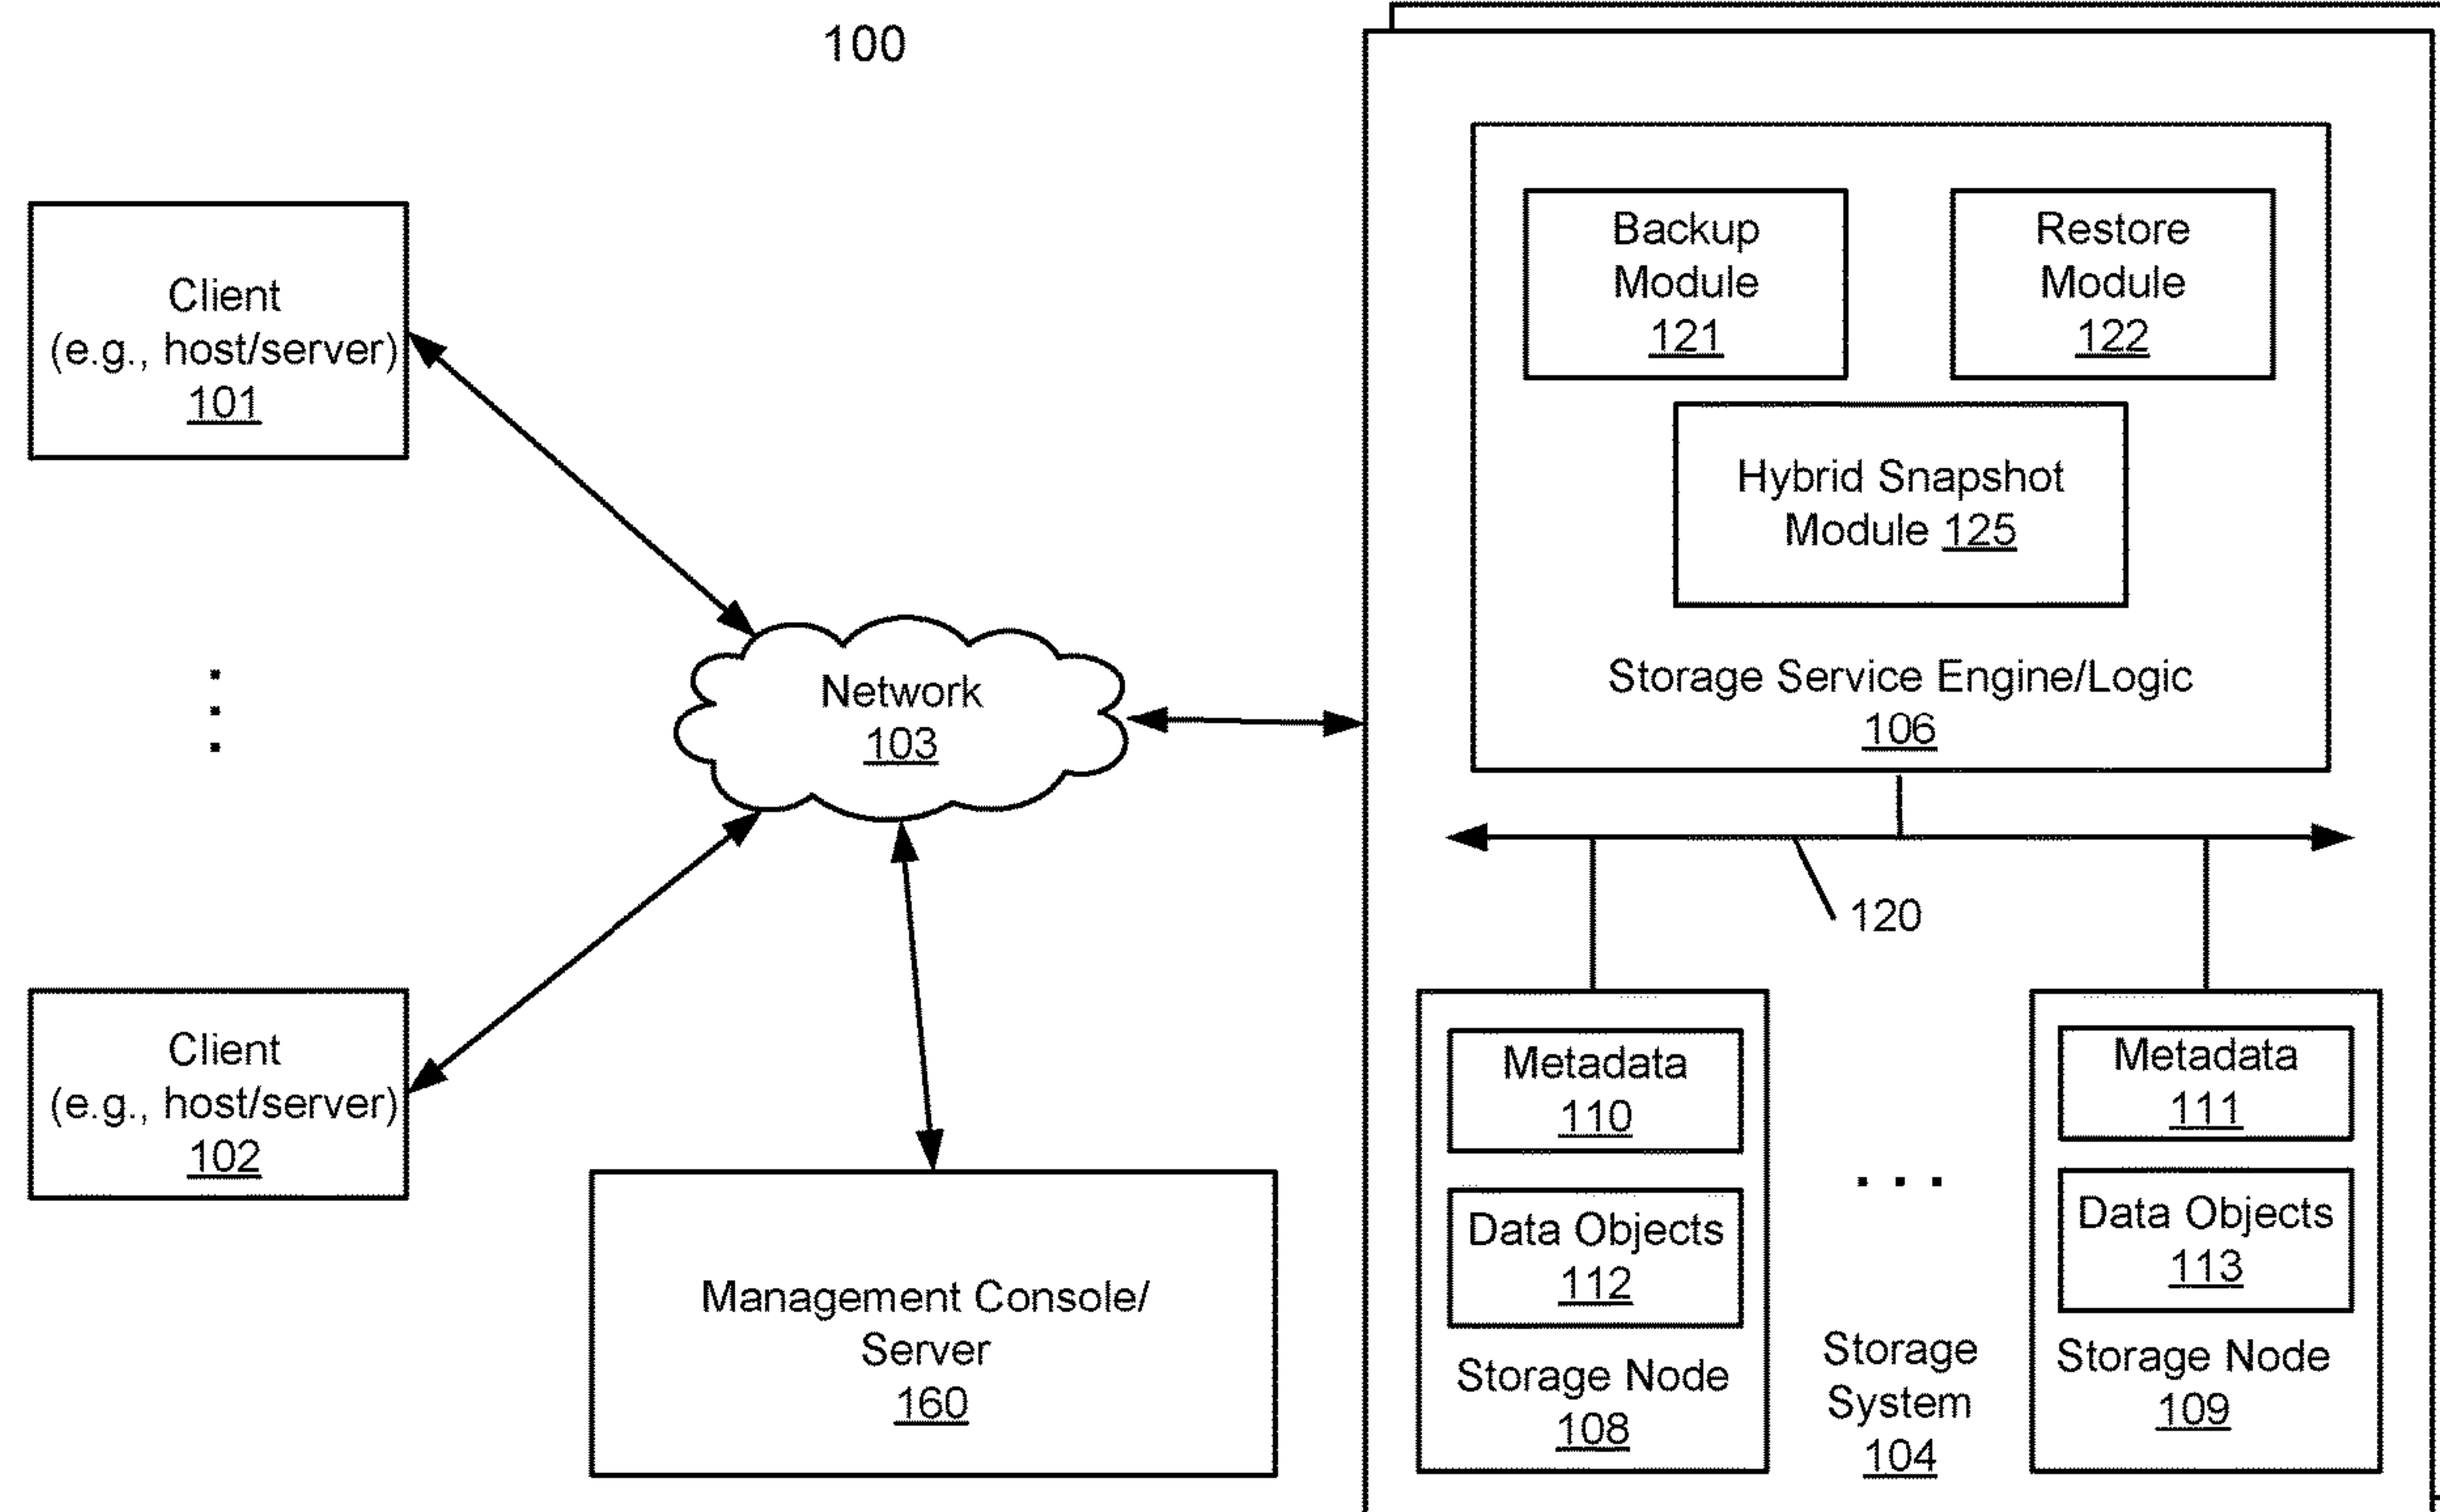 100
Client
(e.g., host/server)
101
Client
(e.g., host/server)
102
Network
103
Management Console/
Server
160
Backup
Module
121
Restore
Module
122
Hybrid Snapshot
Module 125
Storage Service Engine/Logic
106
120
Metadata
110
Data Objects
112
Storage Node
108
Storage
System
104
Metadata
111
Data Objects
113
Storage Node
109